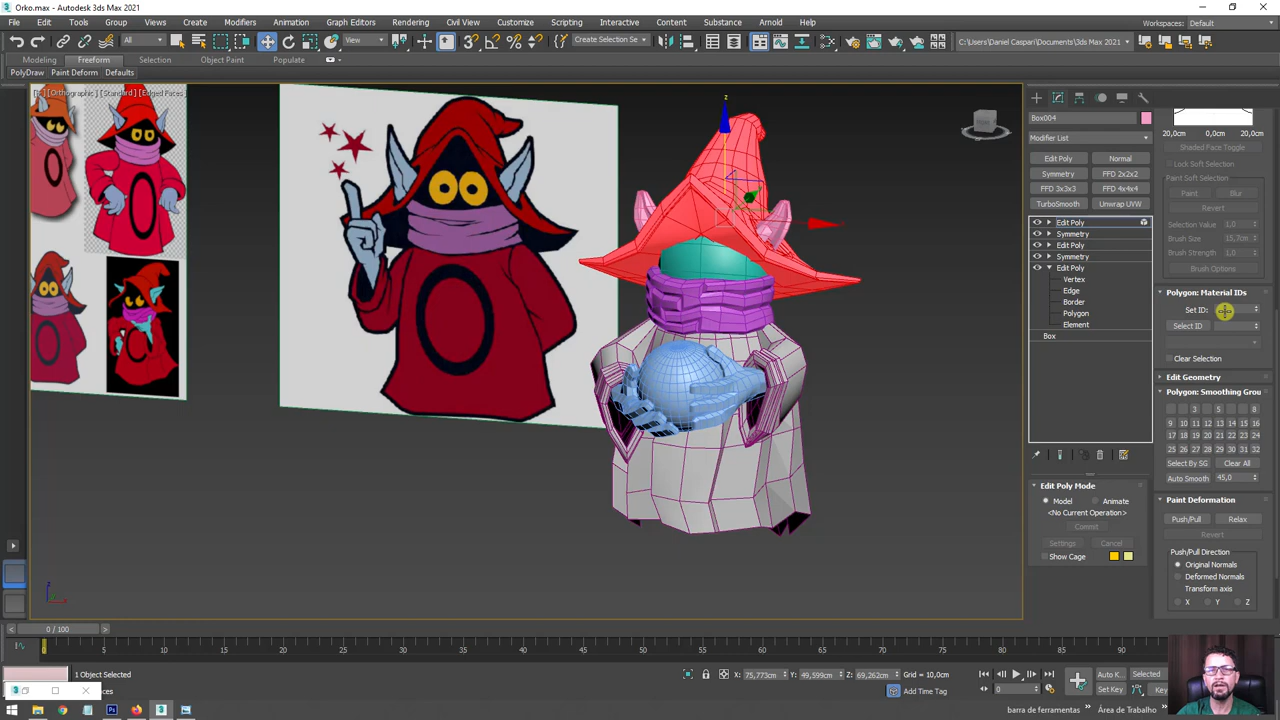 Orko.max - Autodesk 3ds Max 2021
File Edit Tools Group Views Create Modifiers Animation Graph Editors Rendering Civil View Customize Scripting Interactive Content Substance Arnold Help
Workspaces: Default
All View Create Selection Se C:\Users\Daniel Caspari\Documents\3ds Max 2021
Modeling Freeform Selection Object Paint Populate
PolyDraw Paint Deform Defaults
[Orthographic] [Standard] [Edged Faces]
z
Box004
Modifier List
Edit Poly Normal
Symmetry FFD 2x2x2
FFD 3x3x3 FFD 4x4x4
TurboSmooth Unwrap UVW
Edit Poly
Symmetry
Edit Poly
Symmetry
Edit Poly
Vertex
Edge
Border
Polygon
Element
Box
Edit Poly Mode
Model Animate
<No Current Operation>
Commit
Settings Cancel
Show Cage
20,0cm 0,0cm 20,0cm
Shaded Face Toggle
Lock Soft Selection
Paint Soft Selection
Paint Blur
Revert
Selection Value 1,0
Brush Size 15,7cm
Brush Strength 1,0
Brush Options
Polygon: Material IDs
Set ID:
Select ID
Clear Selection
Edit Geometry
Polygon: Smoothing Grou
3 5 8
9 10 11 12 13 14 15 16
17 18 19 20 21 22 23 24
25 26 27 28 29 30 31 32
Select By SG Clear All
Auto Smooth 45,0
Paint Deformation
Push/Pull Relax
Revert
Push/Pull Direction
Original Normals
Deformed Normals
Transform axis
X Y Z
0 / 100
0 5 10 15 20 25 30 35 40 45 50 55 60 65 70 75 80 85 90
1 Object Selected
X: 75,773cm Y: 49,599cm Z: 69,262cm Grid = 10,0cm
Add Time Tag
0
Auto K Selected
Set Key
barra de ferramentas Área de Trabalho